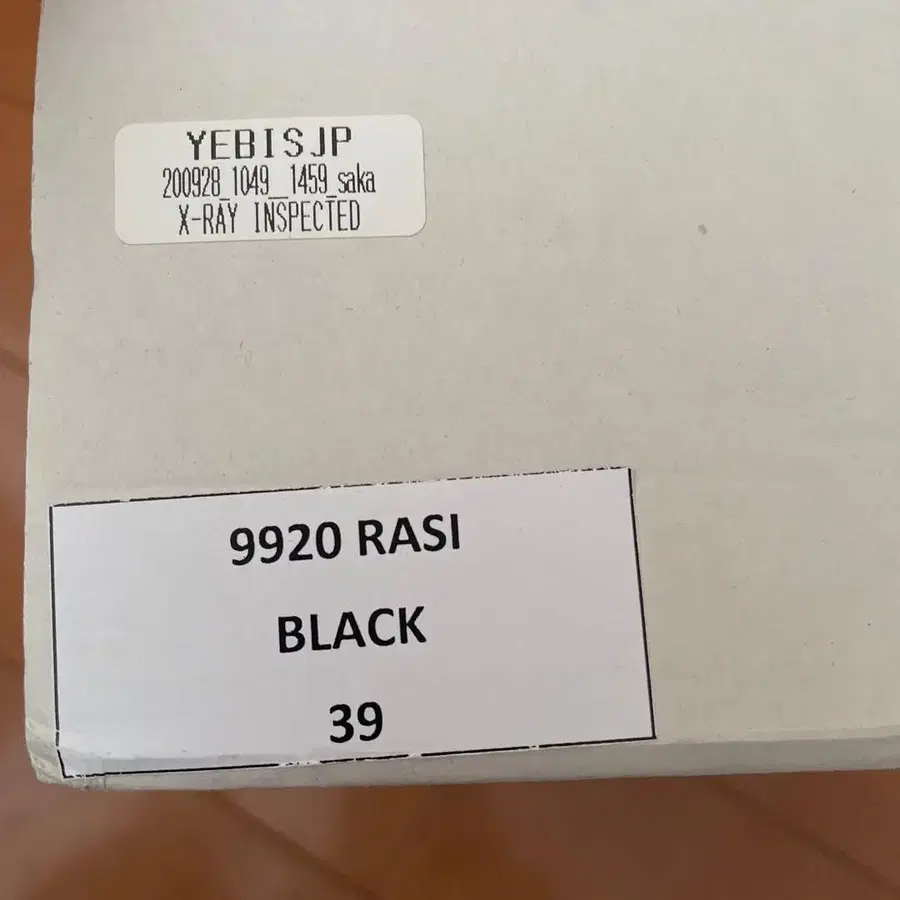 YEBISJP
200928_1049__1459_saka
X-RAY INSPECTED
9920 RASI
BLACK
39